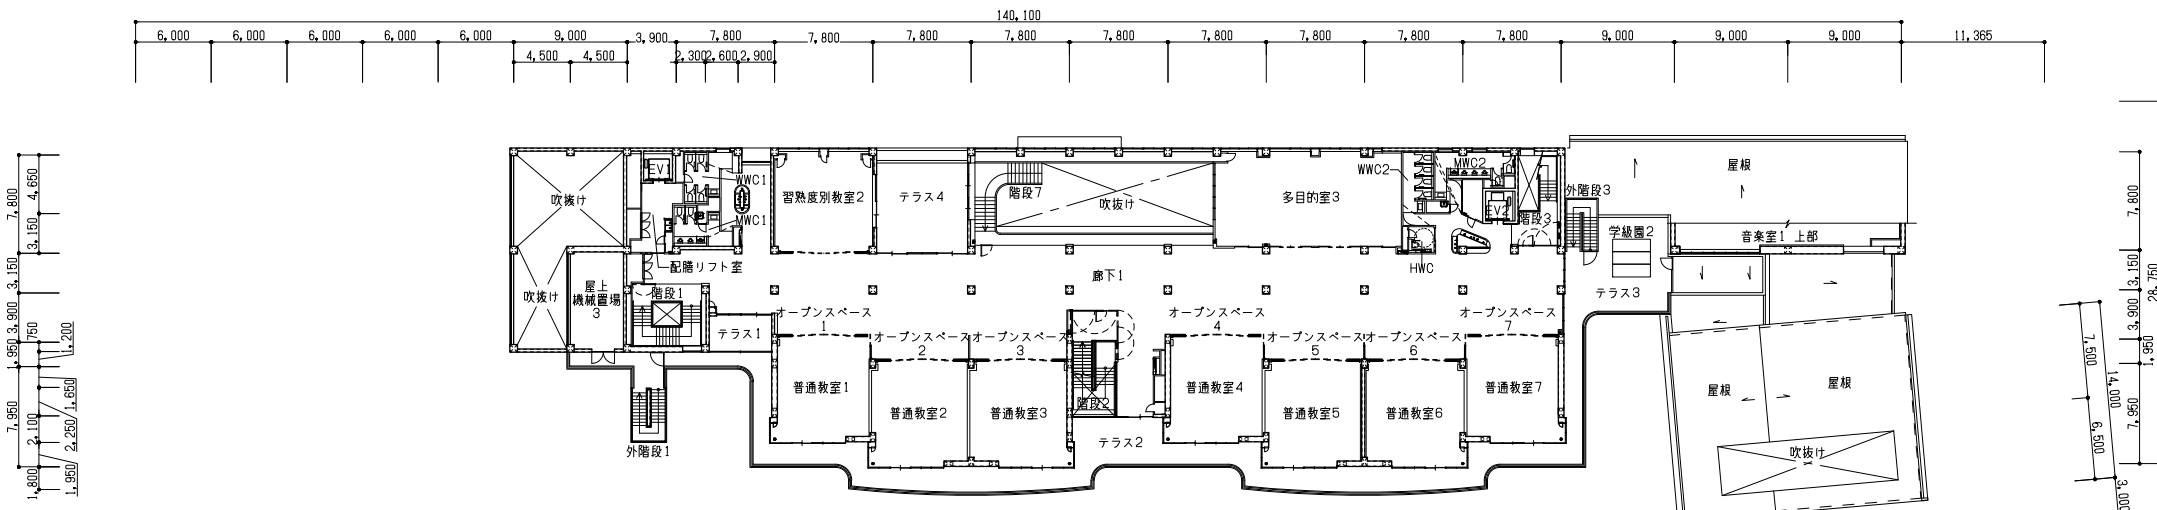 140,100
6,000 6,000 6,000 6,000 6,000 9,000 3,900 7,800 7,800 7,800 7,800 7,800 7,800 7,800 7,800 7,800 9,000 9,000 9,000 11,365
4,500 4,500 2,300 2,600 2,900
7,800 3,150 3,900 1,950 7,950
4,650 3,150 750 1,200 1,650 2,100 2,250 1,950 1,800
吹抜け
EV1
WWC1
MWC1
習熟度別教室2
テラス4
階段7
吹抜け
多目的室3
WWC2
MWC2
EV2
階段3
外階段3
屋根
学級園2
音楽室1 上部
配膳リフト室
HWC
廊下1
吹抜け
屋上
機械置場
3
階段1
テラス1
テラス3
オープンスペース
1
オープンスペース
2
オープンスペース
3
オープンスペース
4
オープンスペース
5
オープンスペース
6
オープンスペース
7
普通教室1
普通教室2
普通教室3
階段2
テラス2
普通教室4
普通教室5
普通教室6
普通教室7
外階段1
屋根
屋根
吹抜け
7,500
6,500
14,000
3,000
7,800 3,150 3,900 1,950 7,950
28,750